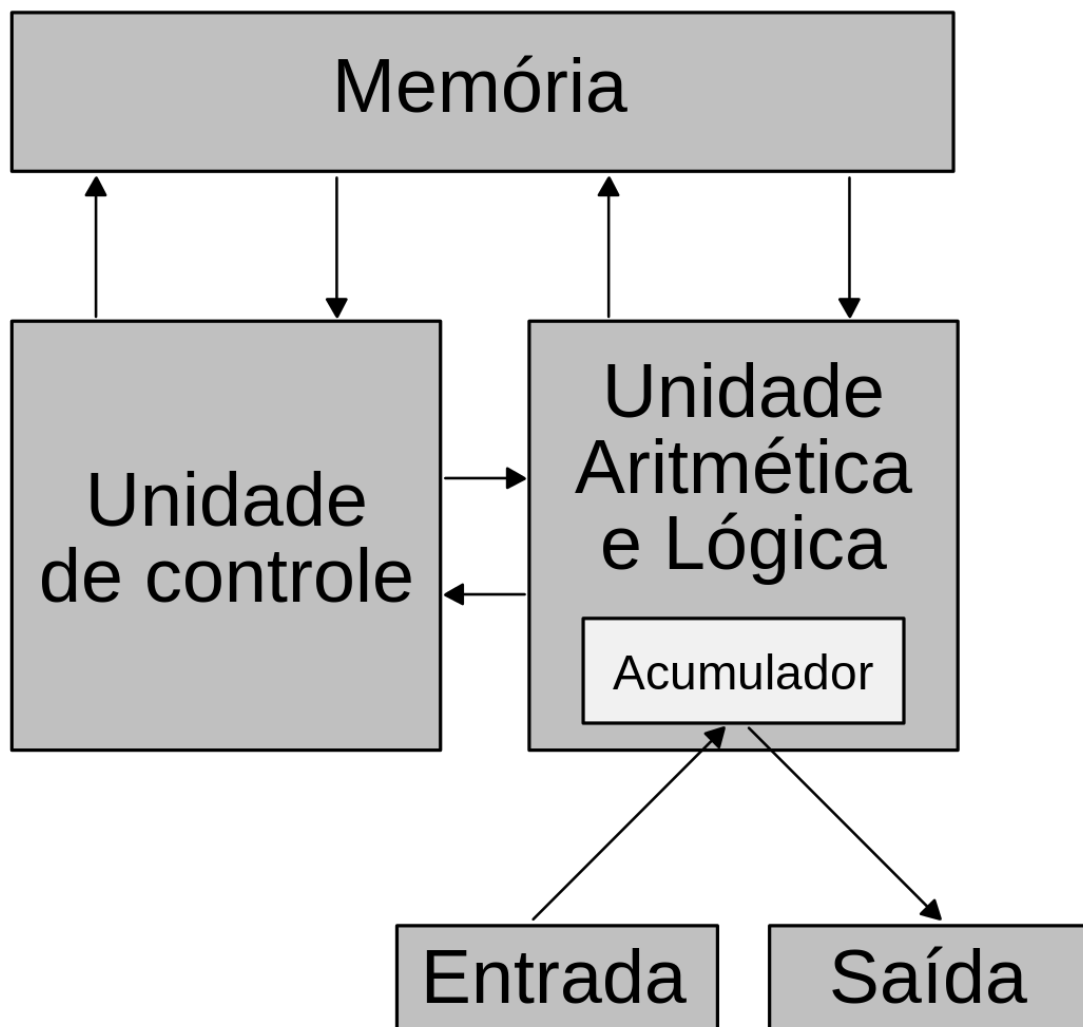 Memória
Unidade
de controle
Unidade
Aritmética
e Lógica
Acumulador
Entrada
Saída